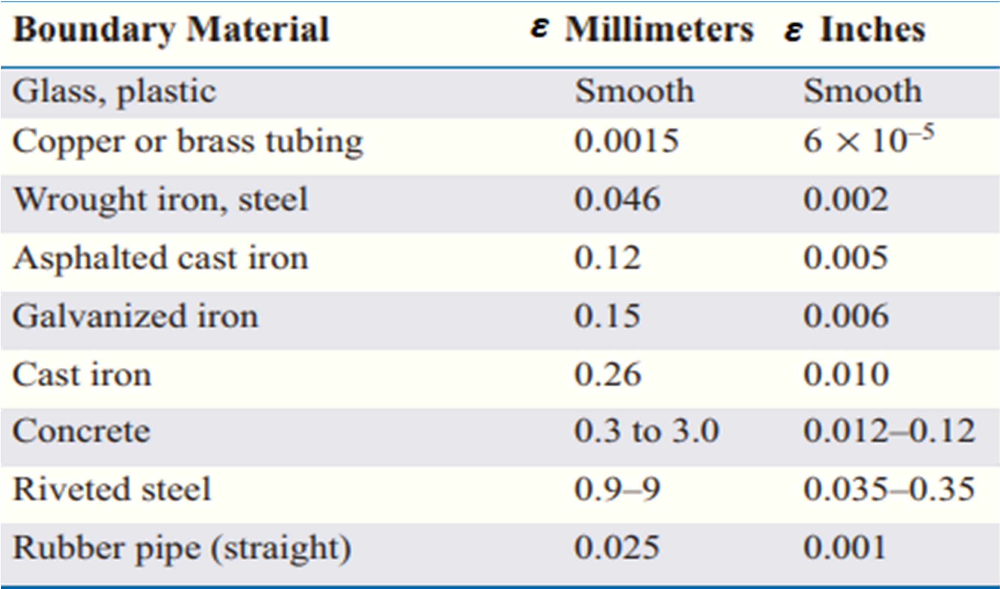 Boundary Material ε Millimeters ε Inches
Glass, plastic Smooth Smooth
Copper or brass tubing 0.0015 6 × 10⁻⁵
Wrought iron, steel 0.046 0.002
Asphalted cast iron 0.12 0.005
Galvanized iron 0.15 0.006
Cast iron 0.26 0.010
Concrete 0.3 to 3.0 0.012–0.12
Riveted steel 0.9–9 0.035–0.35
Rubber pipe (straight) 0.025 0.001